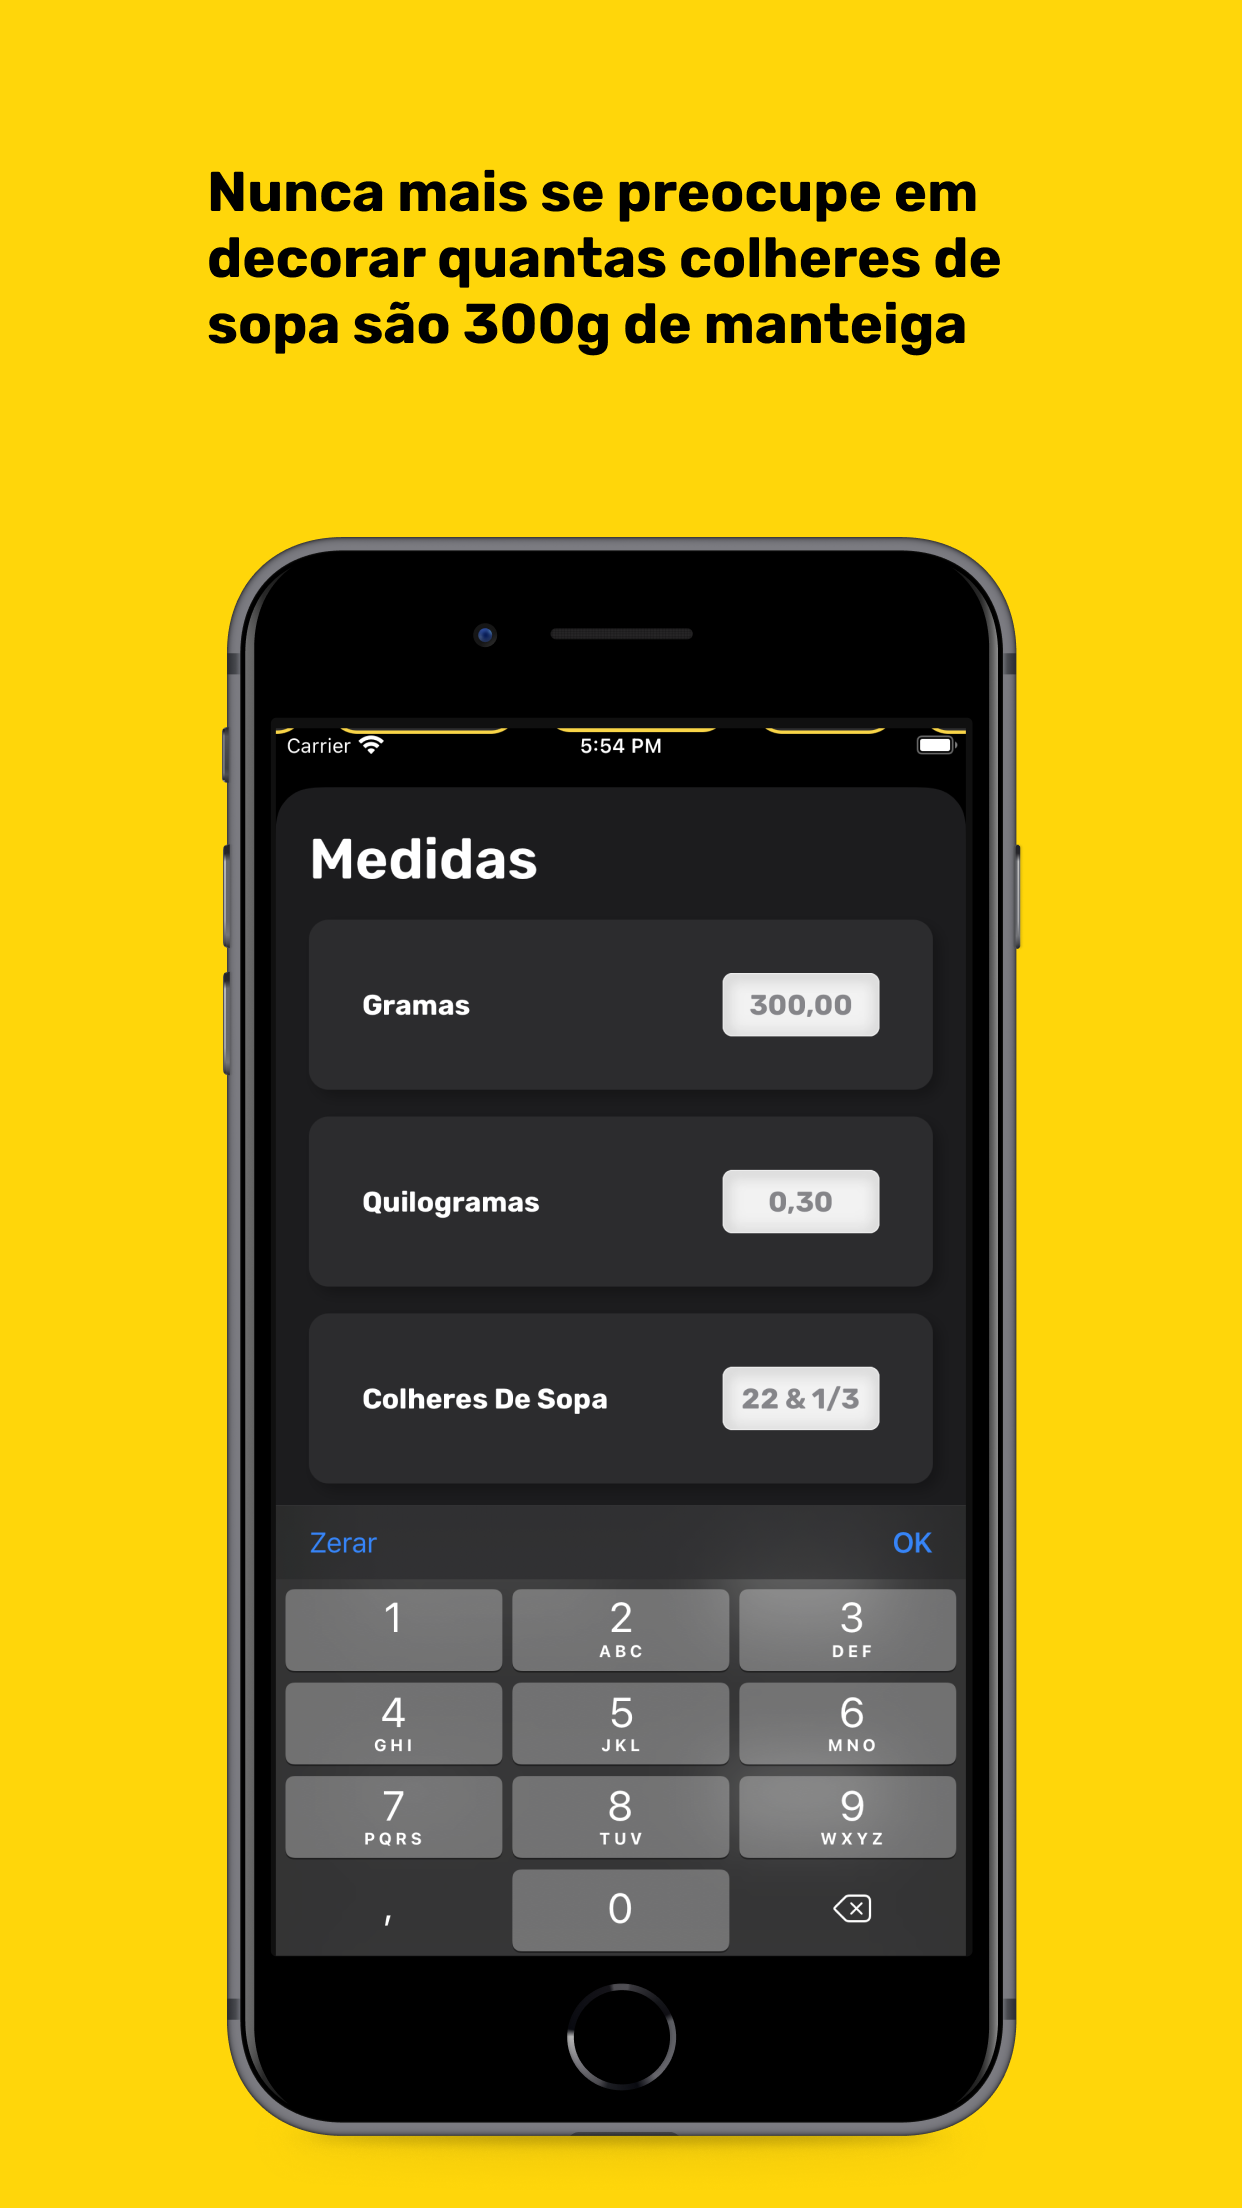 Nunca mais se preocupe em
decorar quantas colheres de
sopa são 300g de manteiga
Carrier 5:54 PM
Medidas
Gramas 300,00
Quilogramas 0,30
Colheres De Sopa 22 & 1/3
Zerar OK
1 2 3
ABC DEF
4 5 6
GHI JKL MNO
7 8 9
PQRS TUV WXYZ
, 0